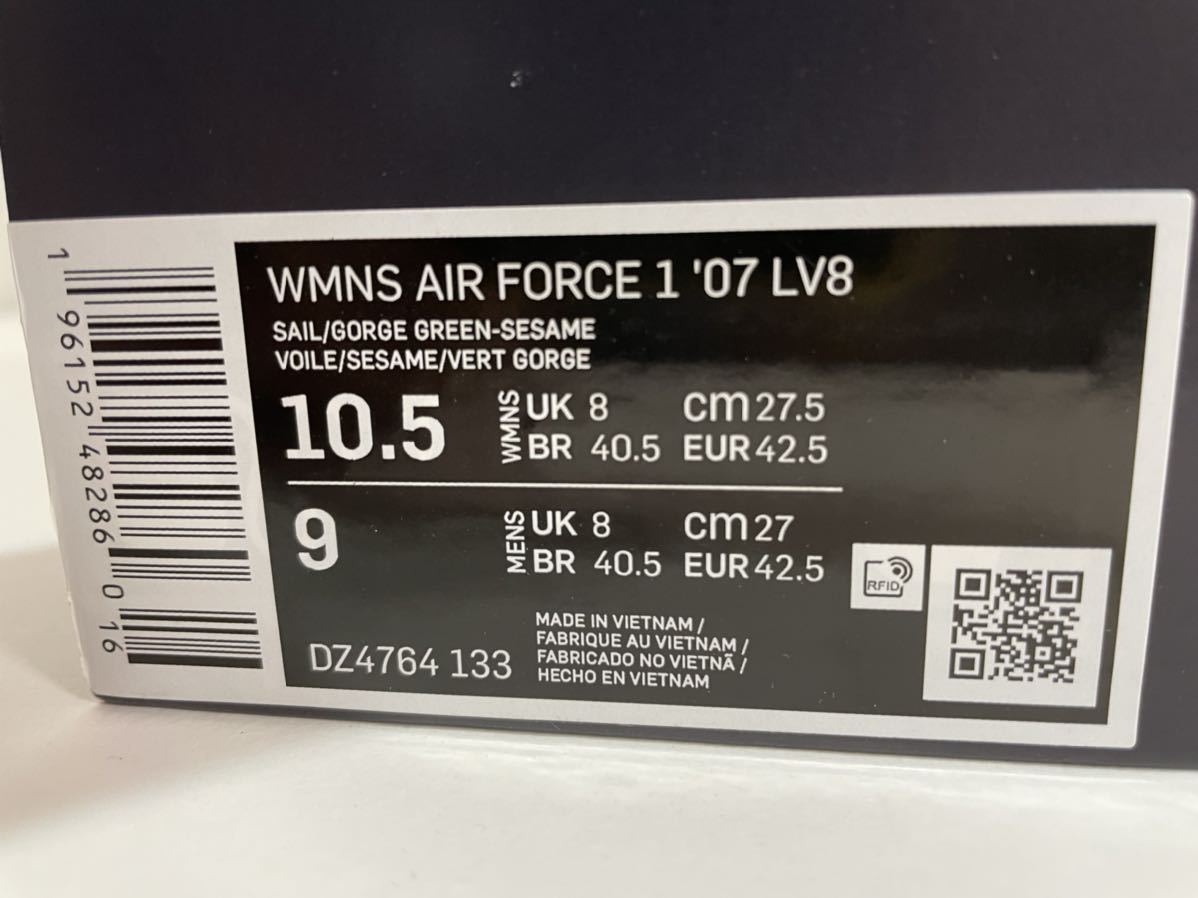 WMNS AIR FORCE 1 '07 LV8
SAIL/GORGE GREEN-SESAME
VOILE/SESAME/VERT GORGE
10.5 WMNS UK 8 cm 27.5
BR 40.5 EUR 42.5
9 MENS UK 8 cm 27
BR 40.5 EUR 42.5
RFID
DZ4764 133
MADE IN VIETNAM /
FABRIQUE AU VIETNAM /
FABRICADO NO VIETNÃ /
HECHO EN VIETNAM
1 96152 48286 0 16